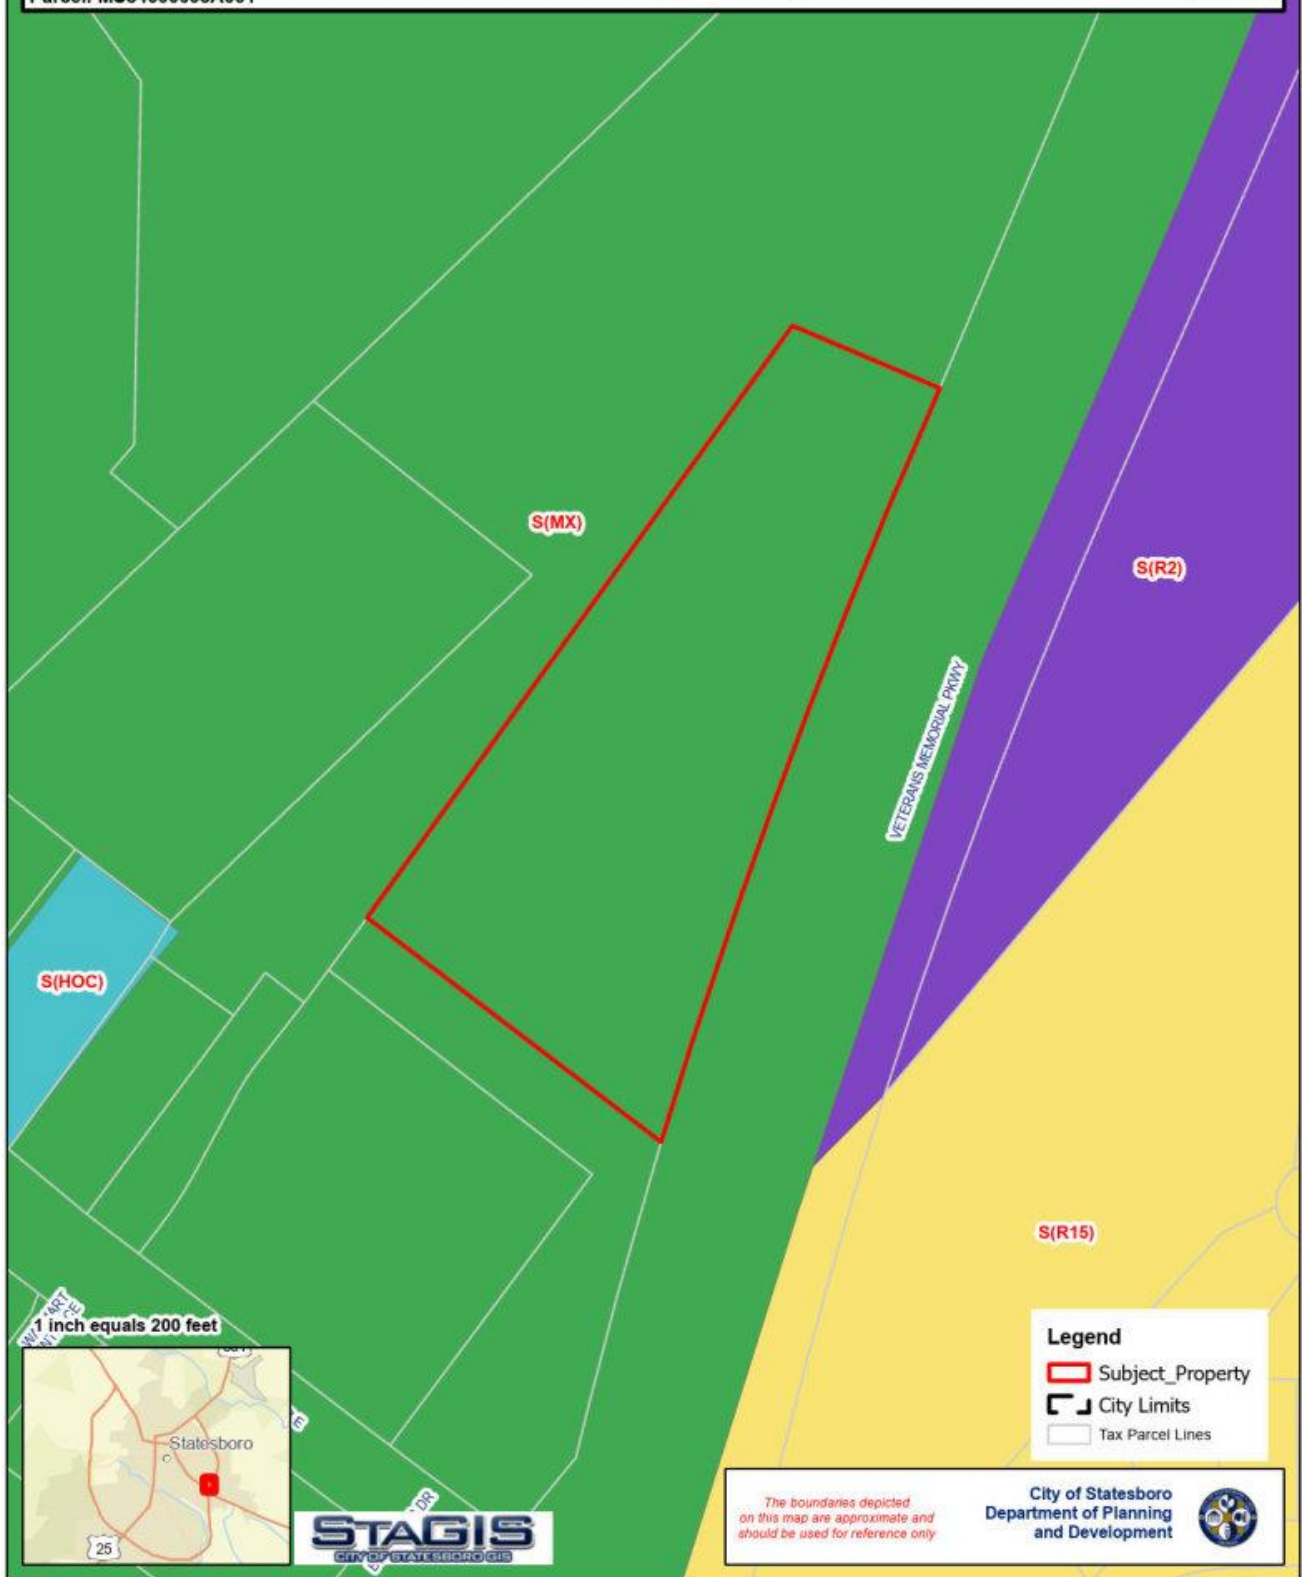 S(MX)
S(R2)
VETERANS MEMORIAL PKWY
S(HOC)
S(R15)
1 inch equals 200 feet
Statesboro
25
DR
STAGIS
CITY OF STATESBORO GIS
Legend
Subject_Property
City Limits
Tax Parcel Lines
The boundaries depicted
on this map are approximate and
should be used for reference only
City of Statesboro
Department of Planning
and Development